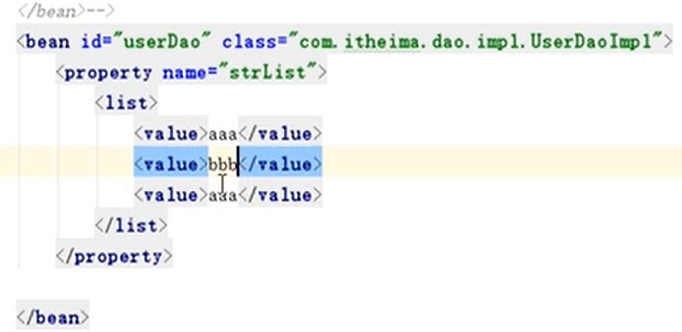 </bean>-->
<bean id="userDao" class="com.itheima.dao.impl.UserDaoImpl">
<property name="strList">
<list>
<value>aaa</value>
<value>bbb</value>
<value>aaa</value>
</list>
</property>
</bean>